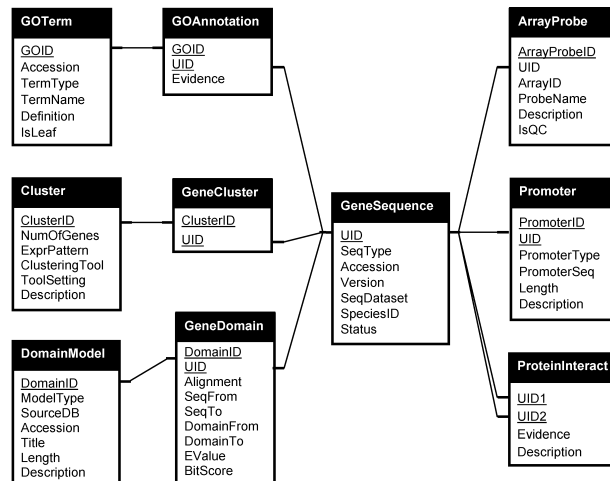 GOTerm
GOID
Accession
TermType
TermName
Definition
IsLeaf
GOAnnotation
GOID
UID
Evidence
ArrayProbe
ArrayProbeID
UID
ArrayID
ProbeName
Description
IsQC
Cluster
ClusterID
NumOfGenes
ExprPattern
ClusteringTool
ToolSetting
Description
GeneCluster
ClusterID
UID
GeneSequence
UID
SeqType
Accession
Version
SeqDataset
SpeciesID
Status
Promoter
PromoterID
UID
PromoterType
PromoterSeq
Length
Description
DomainModel
DomainID
ModelType
SourceDB
Accession
Title
Length
Description
GeneDomain
DomainID
UID
Alignment
SeqFrom
SeqTo
DomainFrom
DomainTo
EValue
BitScore
ProteinInteract
UID1
UID2
Evidence
Description